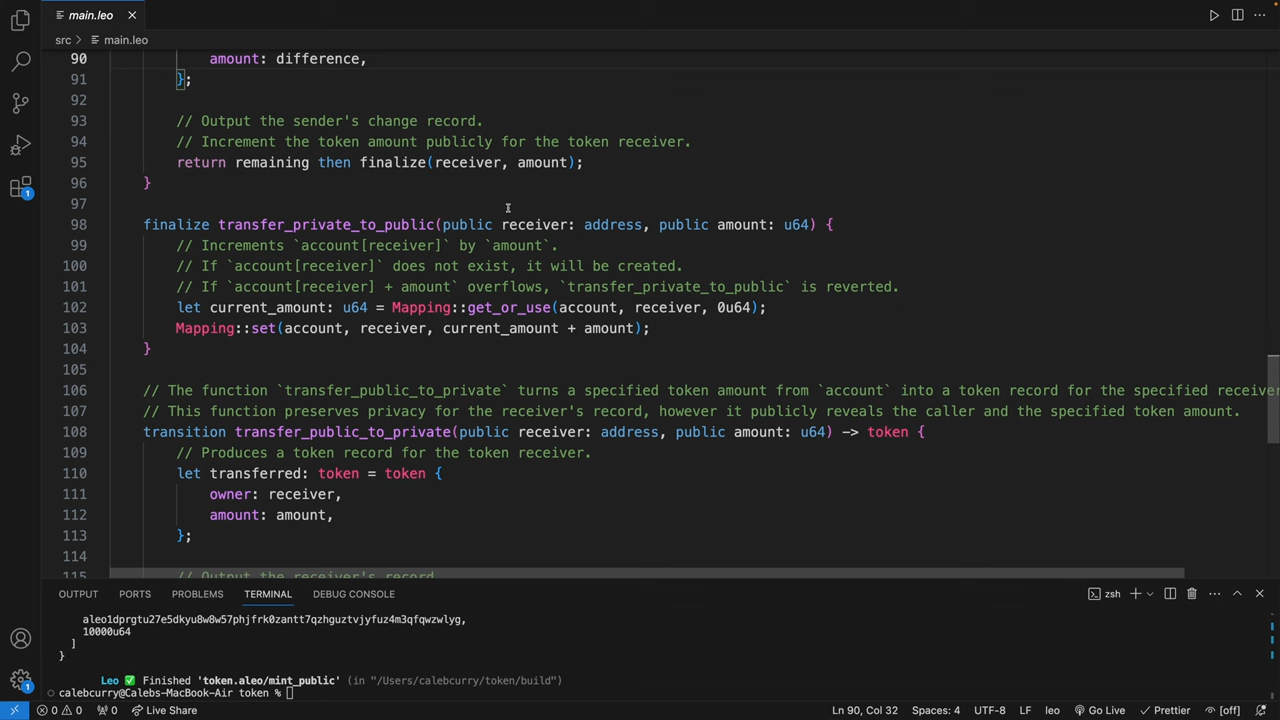 main.leo
src > main.leo
90 amount: difference,
91 };
92
93 // Output the sender's change record.
94 // Increment the token amount publicly for the token receiver.
95 return remaining then finalize(receiver, amount);
96 }
97
98 finalize transfer_private_to_public(public receiver: address, public amount: u64) {
99 // Increments `account[receiver]` by `amount`.
100 // If `account[receiver]` does not exist, it will be created.
101 // If `account[receiver] + amount` overflows, `transfer_private_to_public` is reverted.
102 let current_amount: u64 = Mapping::get_or_use(account, receiver, 0u64);
103 Mapping::set(account, receiver, current_amount + amount);
104 }
105
106 // The function `transfer_public_to_private` turns a specified token amount from `account` into a token record for the specified receiver
107 // This function preserves privacy for the receiver's record, however it publicly reveals the caller and the specified token amount.
108 transition transfer_public_to_private(public receiver: address, public amount: u64) -> token {
109 // Produces a token record for the token receiver.
110 let transferred: token = token {
111 owner: receiver,
112 amount: amount,
113 };
114
115 // Output the receiver's record.
OUTPUT PORTS PROBLEMS TERMINAL DEBUG CONSOLE zsh
aleo1dprgtu27e5dkyu8w8w57phjfrk0zantt7qzhguztvjyfuz4m3qfqwzwlyg,
10000u64
]
}
Leo ✅ Finished 'token.aleo/mint_public' (in "/Users/calebcurry/token/build")
calebcurry@Calebs-MacBook-Air token %
0 0 0 Live Share Ln 90, Col 32 Spaces: 4 UTF-8 LF leo Go Live Prettier [off]